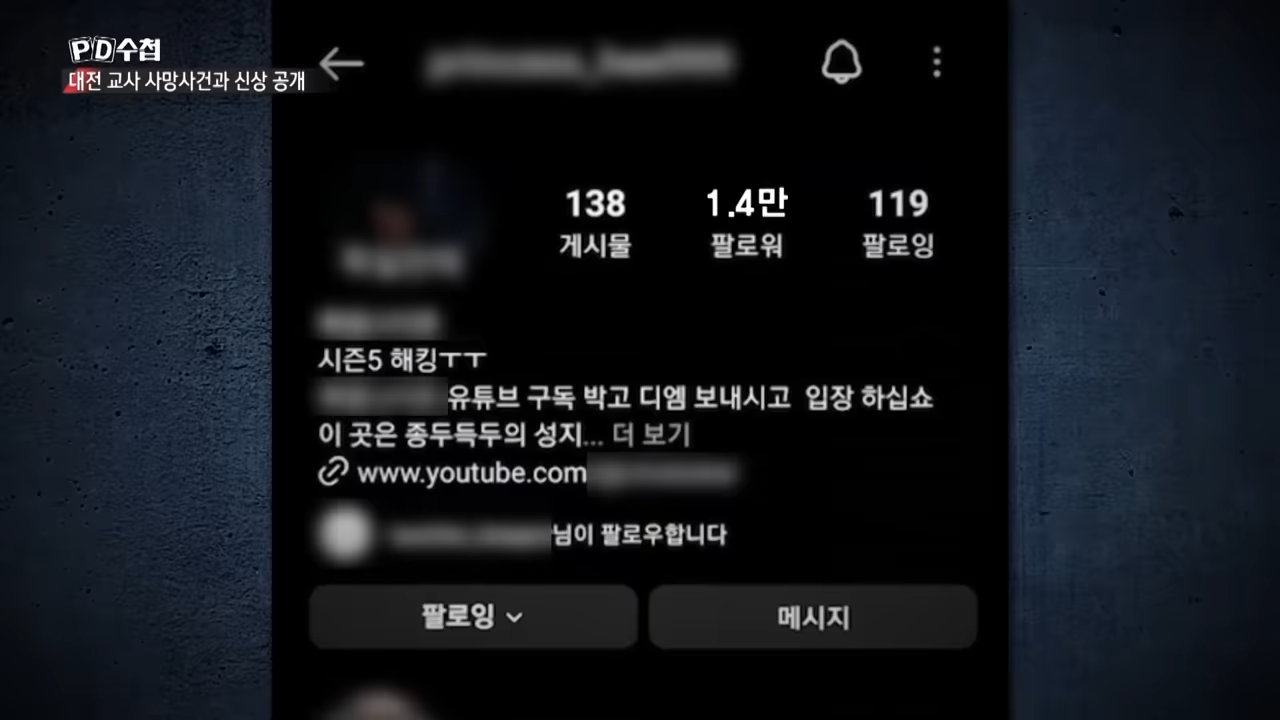 PD수첩
대전 교사 사망사건과 신상 공개
138 1.4만 119
게시물 팔로워 팔로잉
시즌5 해킹ㅜㅜ
유튜브 구독 박고 디엠 보내시고 입장 하십쇼
이 곳은 종두득두의 성지... 더 보기
www.youtube.com
님이 팔로우합니다
팔로잉 메시지